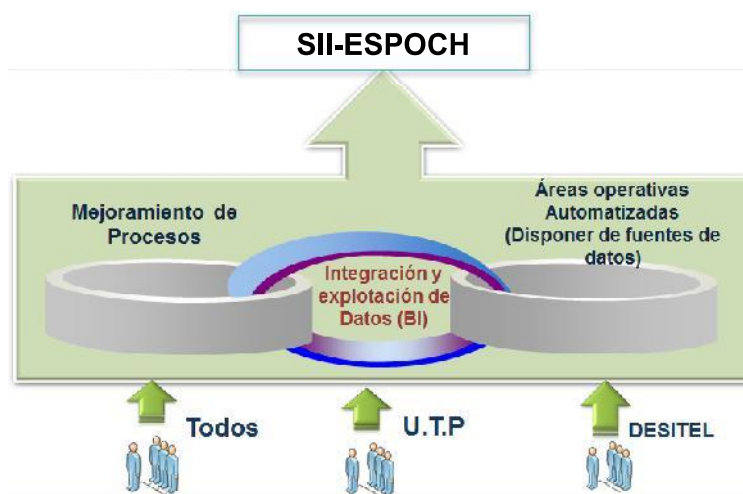 SII-ESPOCH
Mejoramiento de
Procesos
Áreas operativas
Automatizadas
(Disponer de fuentes de
datos)
Integración y
explotación de
Datos (BI)
Todos
U.T.P
DESITEL